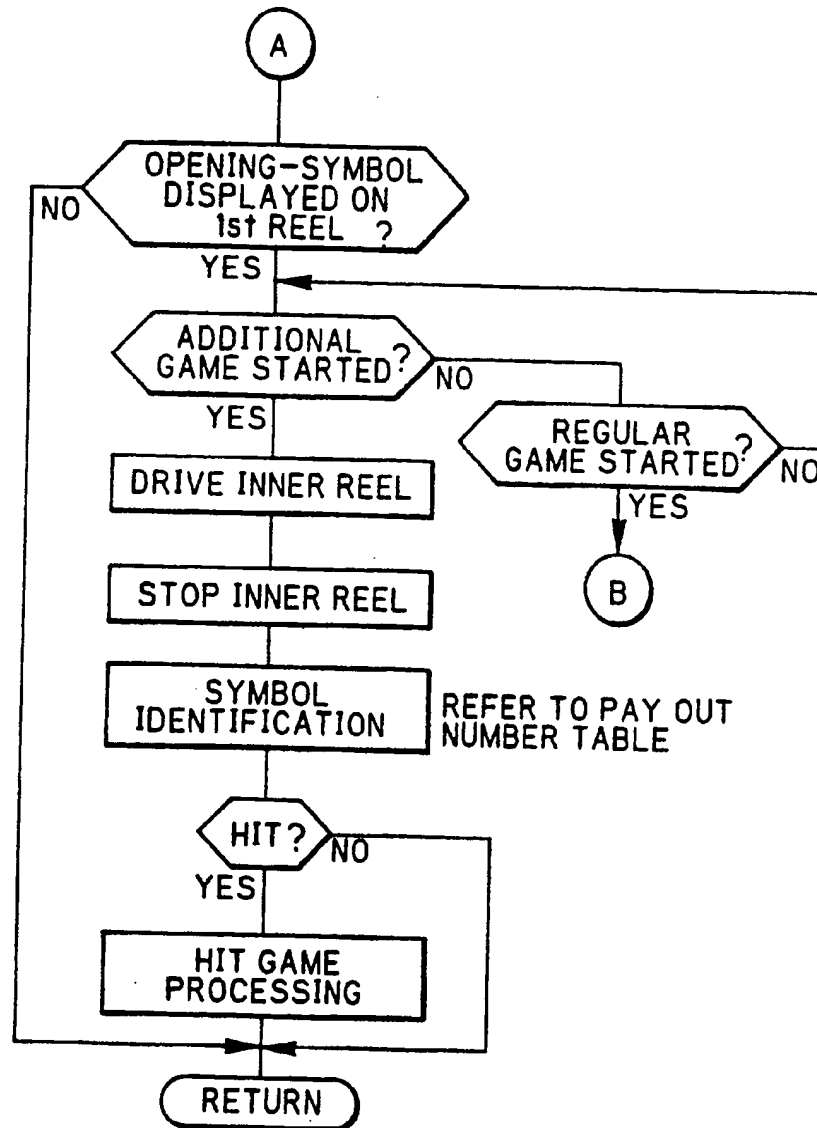 A
OPENING-SYMBOL
DISPLAYED ON
1st REEL ?
NO
YES
ADDITIONAL
GAME STARTED?
NO
YES
REGULAR
GAME STARTED?
NO
YES
DRIVE INNER REEL
B
STOP INNER REEL
SYMBOL
IDENTIFICATION
REFER TO PAY OUT
NUMBER TABLE
HIT?
NO
YES
HIT GAME
PROCESSING
RETURN